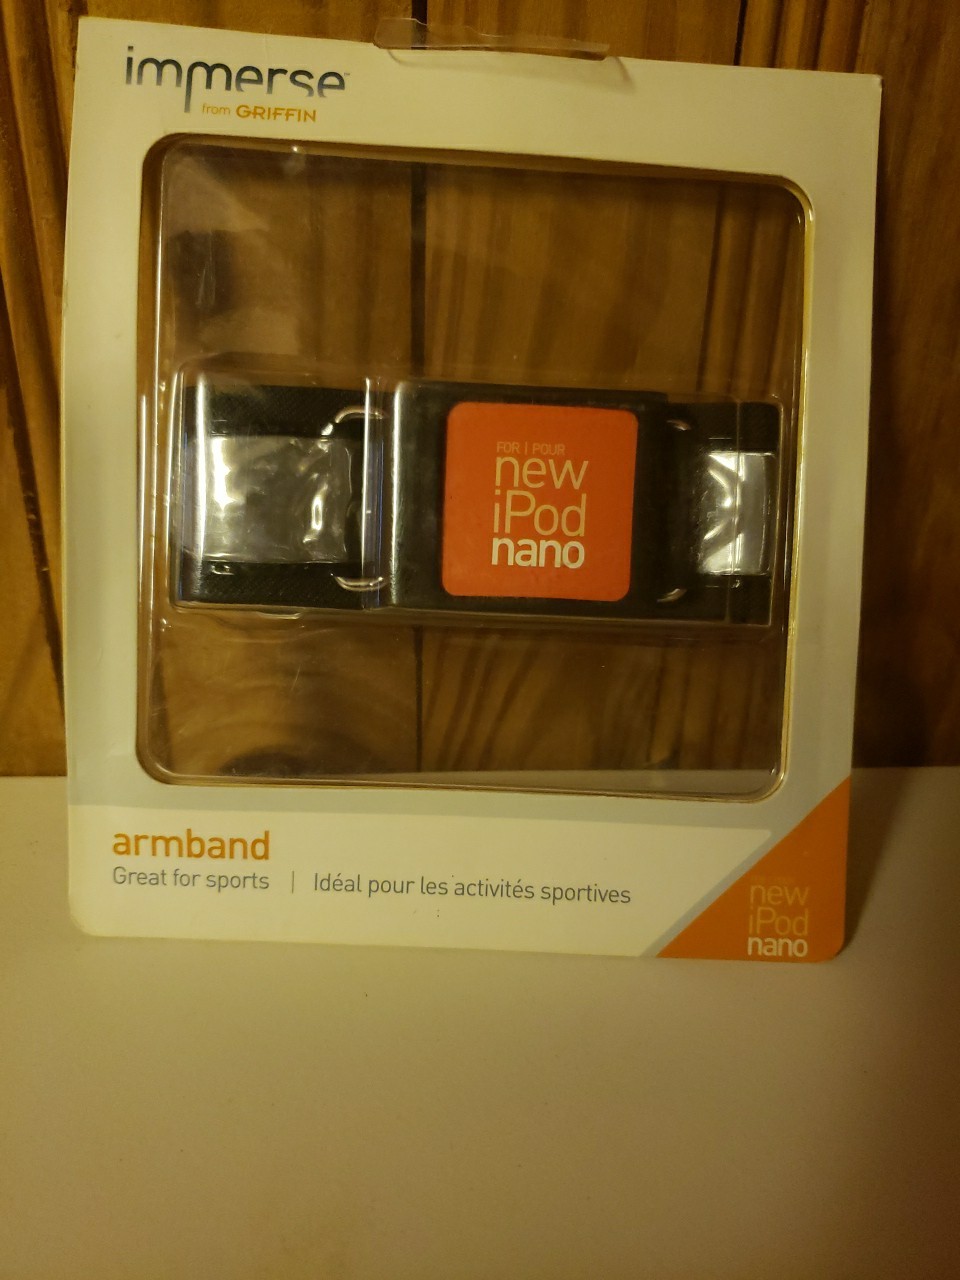 immerse™
from GRIFFIN
FOR | POUR
new
iPod
nano
armband
Great for sports | Idéal pour les activités sportives
new
iPod
nano